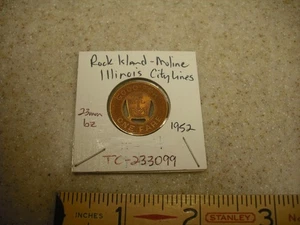 Rock Island - Moline
Illinois City Lines
23mm
bz
1952
TC-233099
INCHES 1 2 STANLEY 3